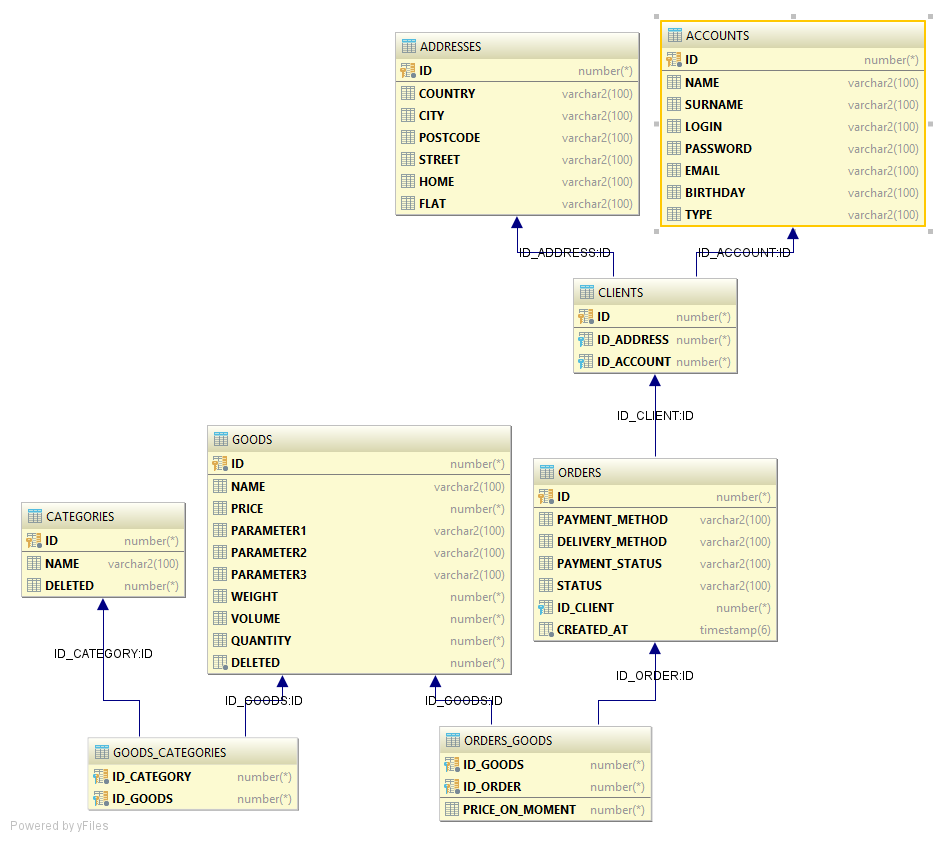 ADDRESSES
ID number(*)
COUNTRY varchar2(100)
CITY varchar2(100)
POSTCODE varchar2(100)
STREET varchar2(100)
HOME varchar2(100)
FLAT varchar2(100)
ACCOUNTS
ID number(*)
NAME varchar2(100)
SURNAME varchar2(100)
LOGIN varchar2(100)
PASSWORD varchar2(100)
EMAIL varchar2(100)
BIRTHDAY varchar2(100)
TYPE varchar2(100)
ID_ADDRESS:ID
ID_ACCOUNT:ID
CLIENTS
ID number(*)
ID_ADDRESS number(*)
ID_ACCOUNT number(*)
ID_CLIENT:ID
GOODS
ID number(*)
NAME varchar2(100)
PRICE number(*)
PARAMETER1 varchar2(100)
PARAMETER2 varchar2(100)
PARAMETER3 varchar2(100)
WEIGHT number(*)
VOLUME number(*)
QUANTITY number(*)
DELETED number(*)
ORDERS
ID number(*)
PAYMENT_METHOD varchar2(100)
DELIVERY_METHOD varchar2(100)
PAYMENT_STATUS varchar2(100)
STATUS varchar2(100)
ID_CLIENT number(*)
CREATED_AT timestamp(6)
CATEGORIES
ID number(*)
NAME varchar2(100)
DELETED number(*)
ID_CATEGORY:ID
ID_GOODS:ID
ID_GOODS:ID
ID_ORDER:ID
GOODS_CATEGORIES
ID_CATEGORY number(*)
ID_GOODS number(*)
ORDERS_GOODS
ID_GOODS number(*)
ID_ORDER number(*)
PRICE_ON_MOMENT number(*)
Powered by yFiles